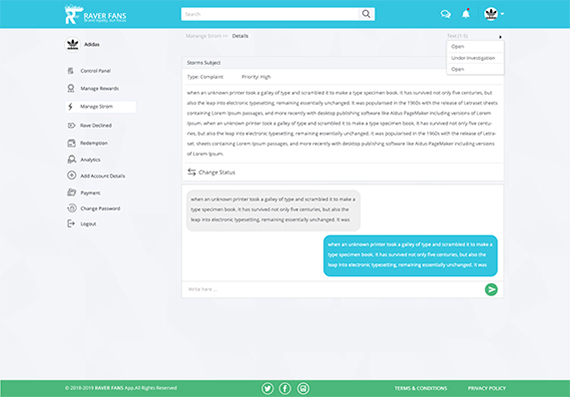 RAVER FANS
Brand loyalty, our focus
Search
Adidas
Control Panel
Manage Rewards
Manage Strom
Rave Declined
Redemption
Analytics
Add Account Details
Payment
Change Password
Logout
Manange Strom >> Details
Text (1-5)
Open
Under Investigation
Open
Storms Subject
Type: Complaint Priority: High
when an unknown printer took a galley of type and scrambled it to make a type specimen book. it has survived not only five centuries, but
also the leap into electronic typesetting, remaining essentially unchanged. It was popularised in the 1960s with the release of Letraset sheets
containing Lorem Ipsum passages, and more recently with desktop publishing software like Aldus PageMaker including versions of Lorem
Ipsum. when an unknown printer took a galley of type and scrambled it to make a type specimen book. it has survived not only five centu-
ries, but also the leap into electronic typesetting, remaining essentially unchanged. It was popularised in the 1960s with the release of Letra-
set sheets containing Lorem Ipsum passages, and more recently with desktop publishing software like Aldus PageMaker including versions
of Lorem Ipsum.
Change Status
when an unknown printer took a galley of type and scrambled it to make a
type specimen book. it has survived not only five centuries, but also the
leap into electronic typesetting, remaining essentially unchanged. It was
when an unknown printer took a galley of type and scrambled it to make a
type specimen book. it has survived not only five centuries, but also the
leap into electronic typesetting, remaining essentially unchanged. It was
Write here ...
© 2018-2019 RAVER FANS App.All Rights Reserved
TERMS & CONDITIONS PRIVACY POLICY